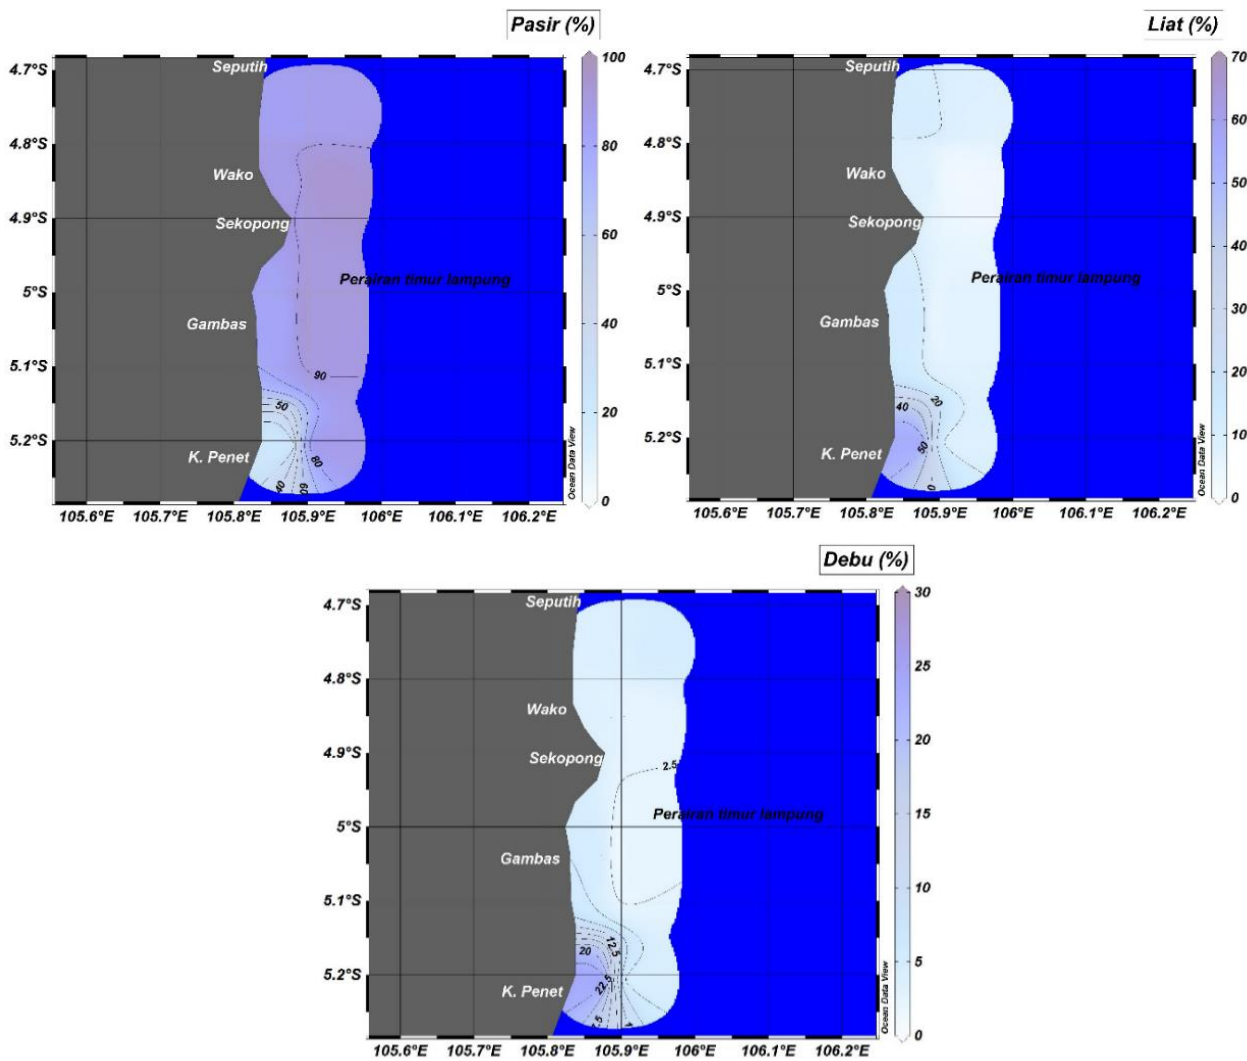 Pasir (%)
4.7°S
4.8°S
4.9°S
5°S
5.1°S
5.2°S
Seputih
Wako
Sekopong
Perairan timur lampung
Gambas
K. Penet
90
50
80
40
60
100
80
60
40
20
0
Ocean Data View
105.6°E 105.7°E 105.8°E 105.9°E 106°E 106.1°E 106.2°E
Liat (%)
4.7°S
4.8°S
4.9°S
5°S
5.1°S
5.2°S
Seputih
Wako
Sekopong
Perairan timur lampung
Gambas
K. Penet
20
40
50
70
60
50
40
30
20
10
0
Ocean Data View
105.6°E 105.7°E 105.8°E 105.9°E 106°E 106.1°E 106.2°E
Debu (%)
4.7°S
4.8°S
4.9°S
5°S
5.1°S
5.2°S
Seputih
Wako
Sekopong
Perairan timur lampung
Gambas
K. Penet
2.5
12.5
20
22.5
30
25
20
15
10
5
0
Ocean Data View
105.6°E 105.7°E 105.8°E 105.9°E 106°E 106.1°E 106.2°E